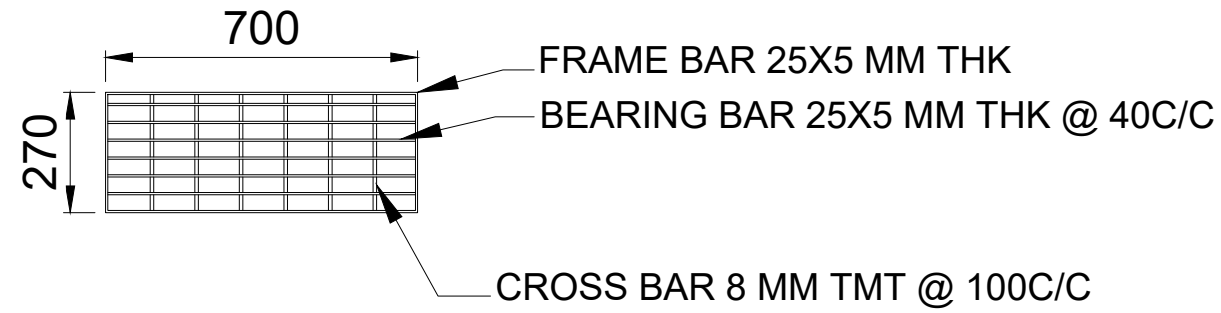 700
FRAME BAR 25X5 MM THK
BEARING BAR 25X5 MM THK @ 40C/C
270
CROSS BAR 8 MM TMT @ 100C/C